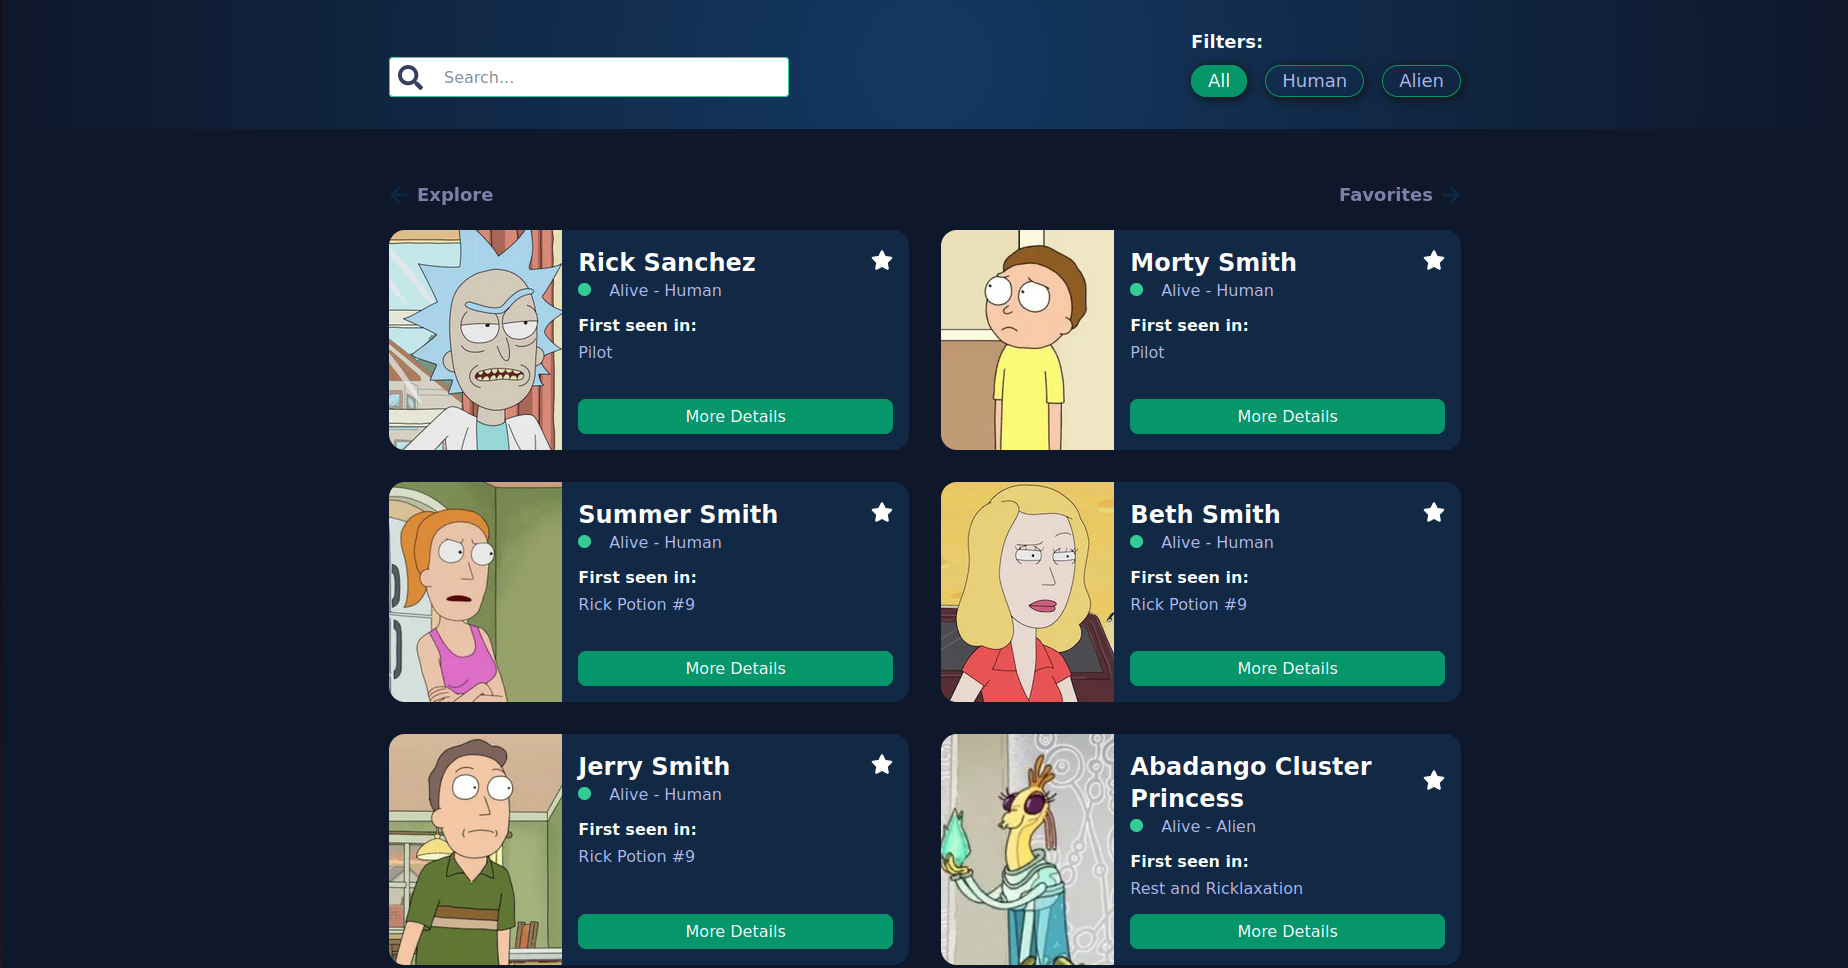 Search...
Filters:
All
Human
Alien
Explore
Favorites
Rick Sanchez
Alive - Human
First seen in:
Pilot
More Details
Morty Smith
Alive - Human
First seen in:
Pilot
More Details
Summer Smith
Alive - Human
First seen in:
Rick Potion #9
More Details
Beth Smith
Alive - Human
First seen in:
Rick Potion #9
More Details
Jerry Smith
Alive - Human
First seen in:
Rick Potion #9
More Details
Abadango Cluster
Princess
Alive - Alien
First seen in:
Rest and Ricklaxation
More Details